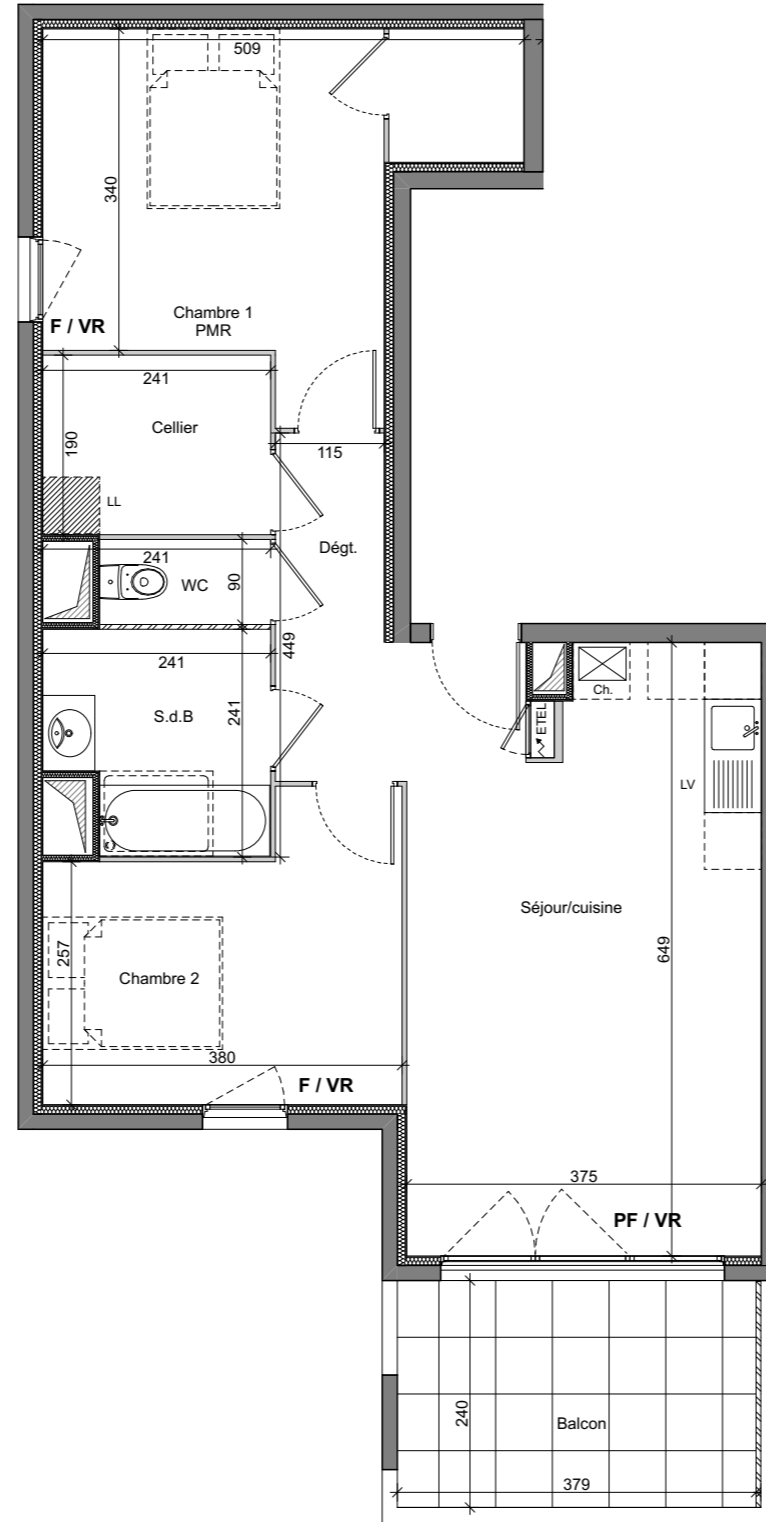 509
340
Chambre 1
PMR
F / VR
241
Cellier
190
115
LL
Dégt.
241
WC
90
449
241
S.d.B
241
Ch.
ETEL
LV
Séjour/cuisine
649
257
Chambre 2
380
F / VR
375
PF / VR
240
Balcon
379